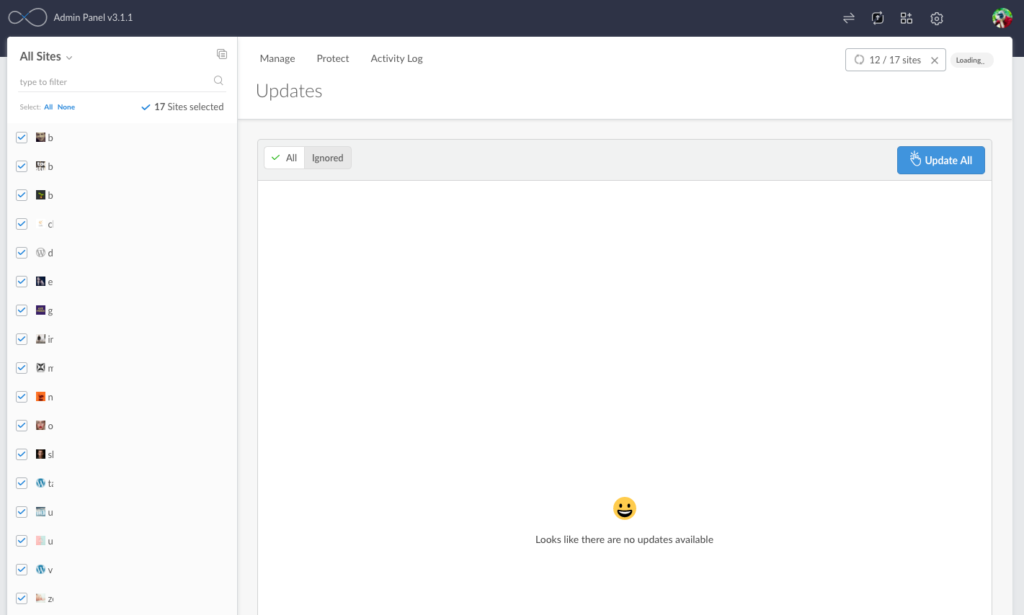 Admin Panel v3.1.1
All Sites
type to filter
Select: All None
17 Sites selected
b
b
b
cl
d
e
g
ir
n
o
sl
ta
u
u
v
Manage Protect Activity Log
12 / 17 sites
Loading_
Updates
All Ignored
Update All
Looks like there are no updates available